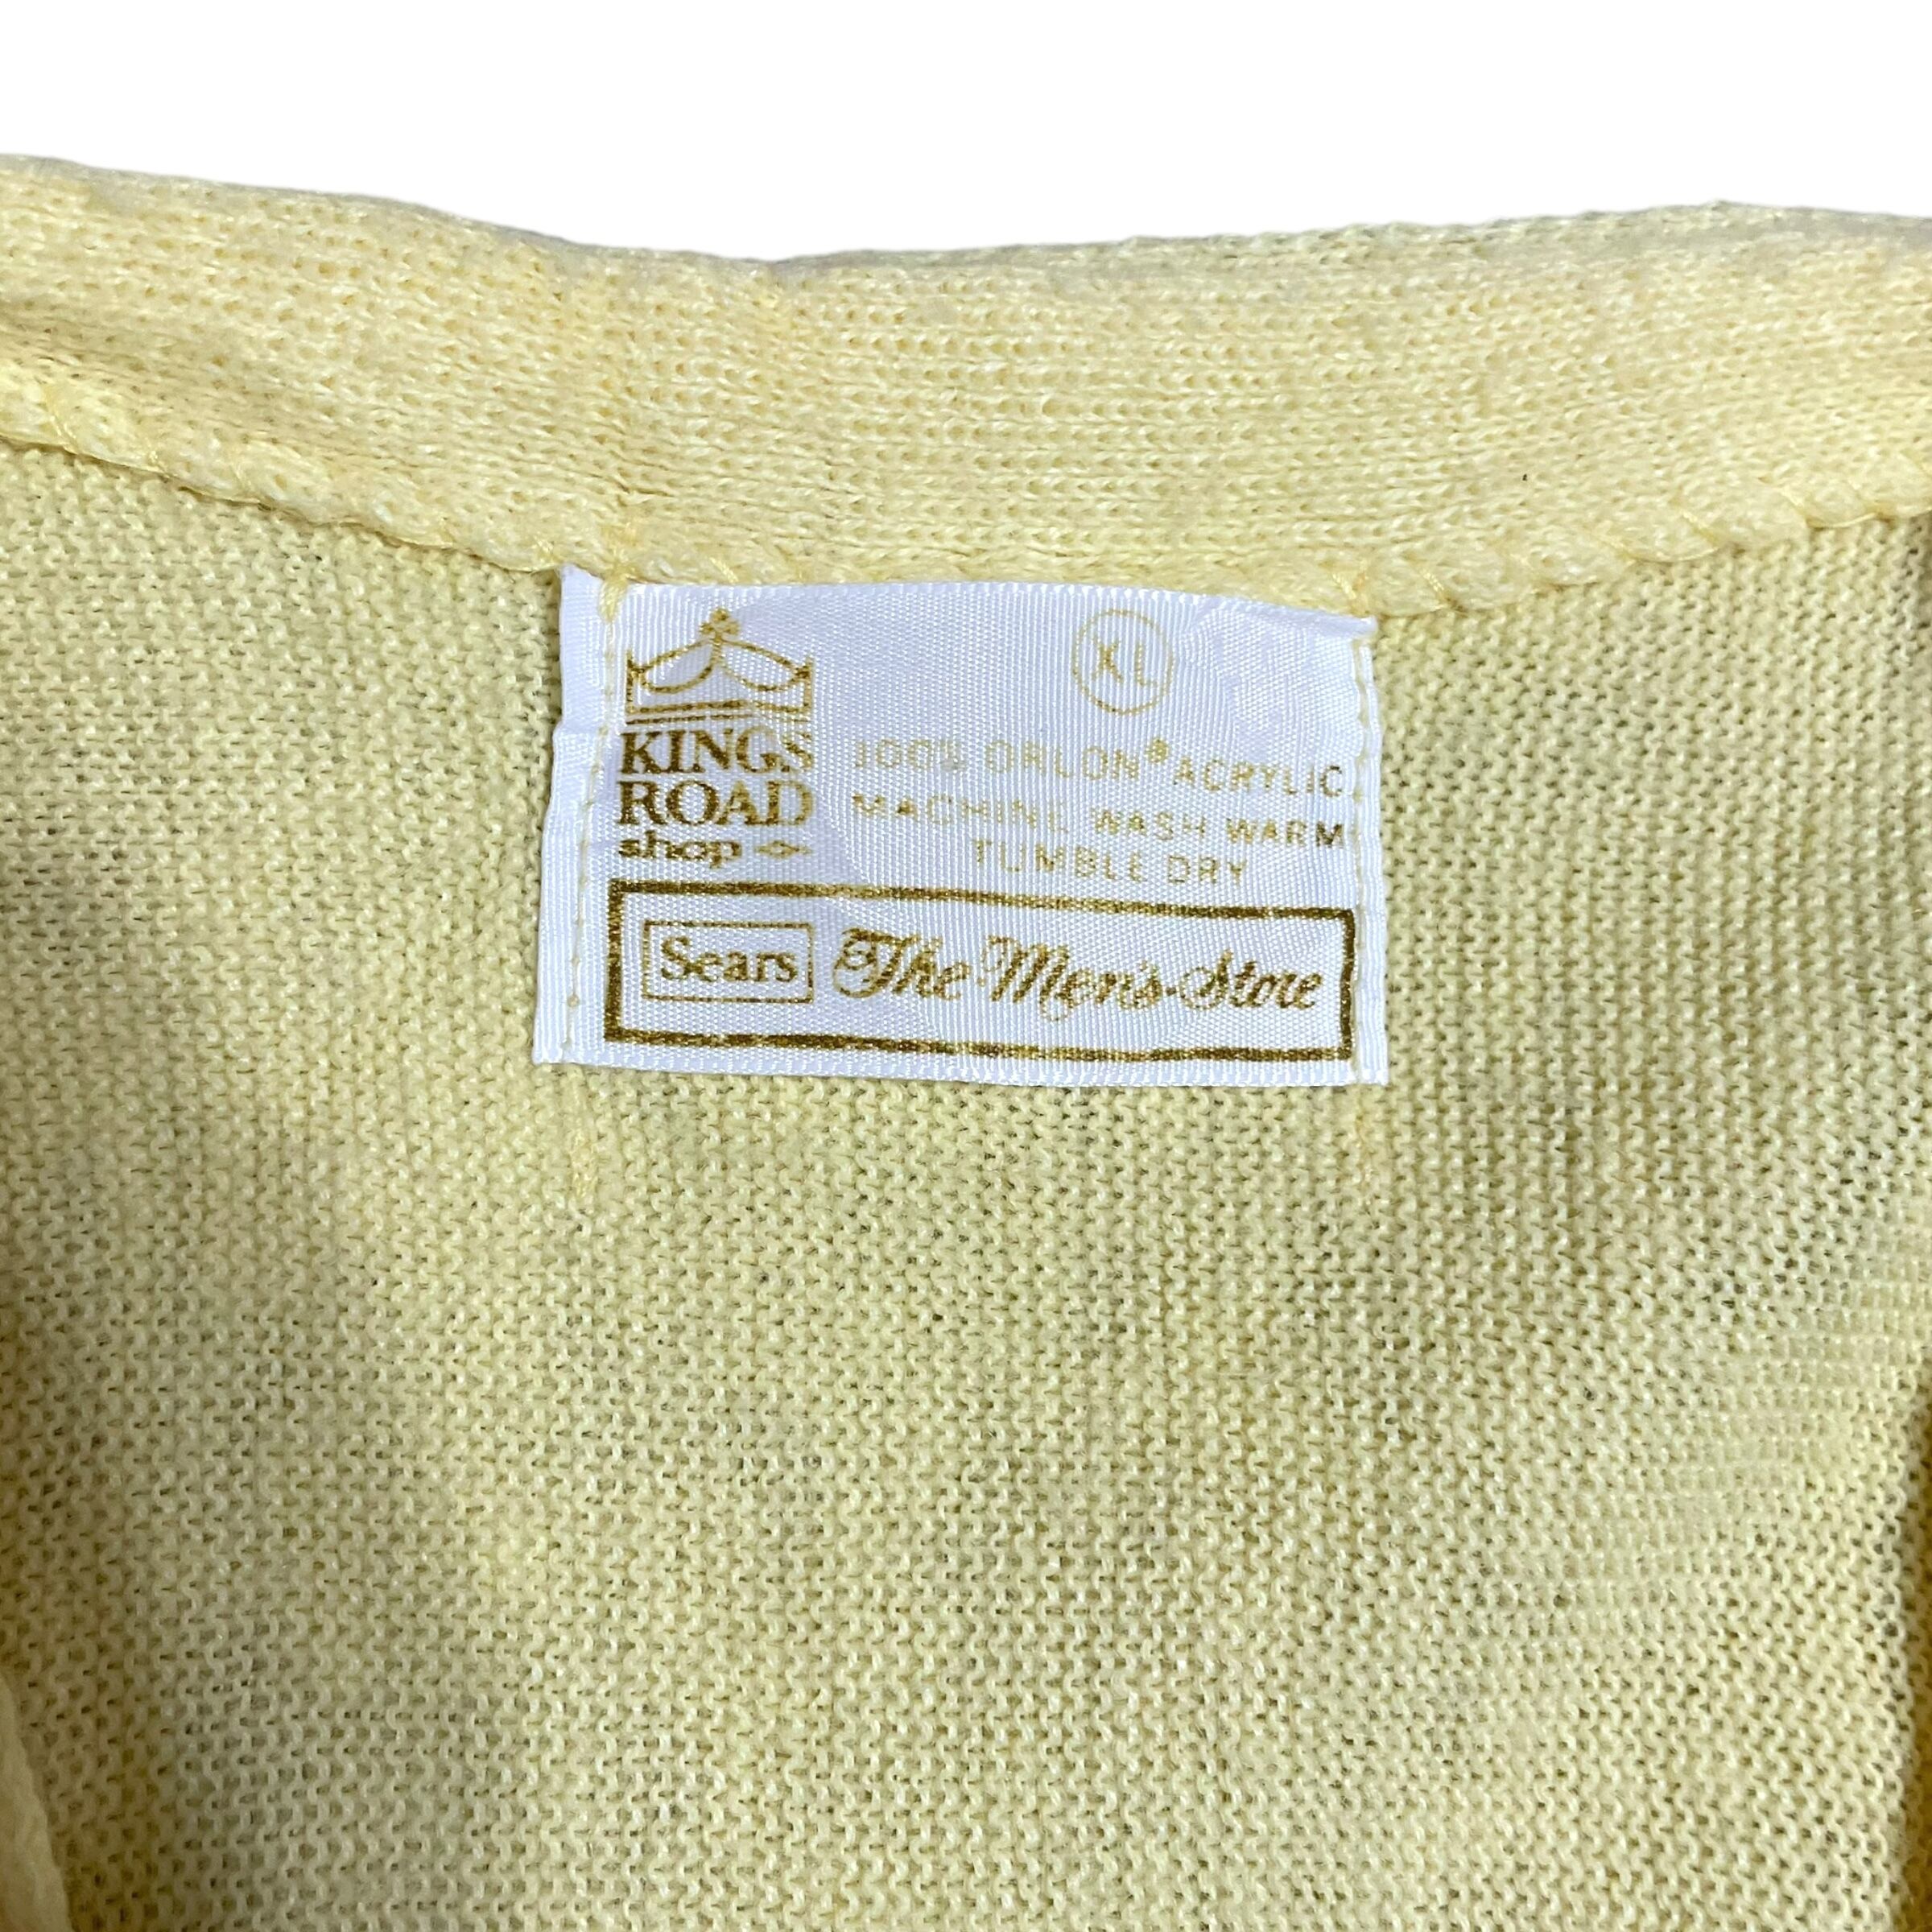 XL
KINGS
ROAD
shop
100% ORLON® ACRYLIC
MACHINE WASH WARM
TUMBLE DRY
Sears The Men's Store